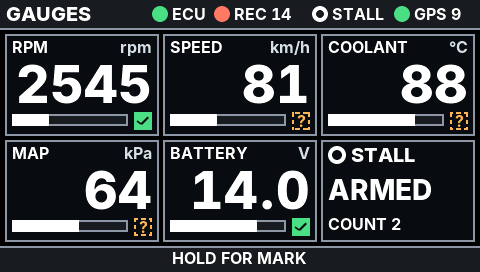 GAUGES ECU REC 14 STALL GPS 9
RPM rpm
2545
SPEED km/h
81
?
COOLANT °C
88
?
MAP kPa
64
?
BATTERY V
14.0
STALL
ARMED
COUNT 2
HOLD FOR MARK